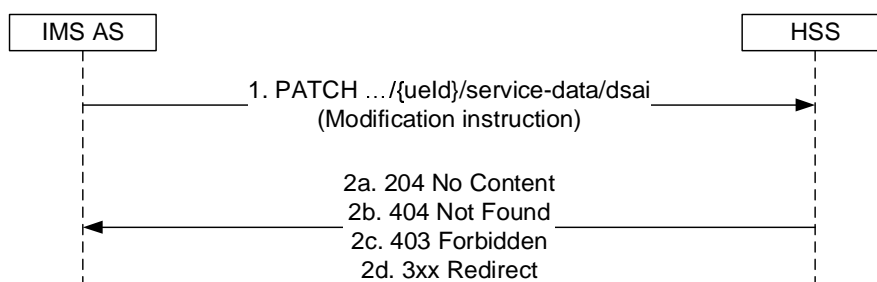 IMS AS
HSS
1. PATCH …/{ueId}/service-data/dsai
(Modification instruction)
2a. 204 No Content
2b. 404 Not Found
2c. 403 Forbidden
2d. 3xx Redirect